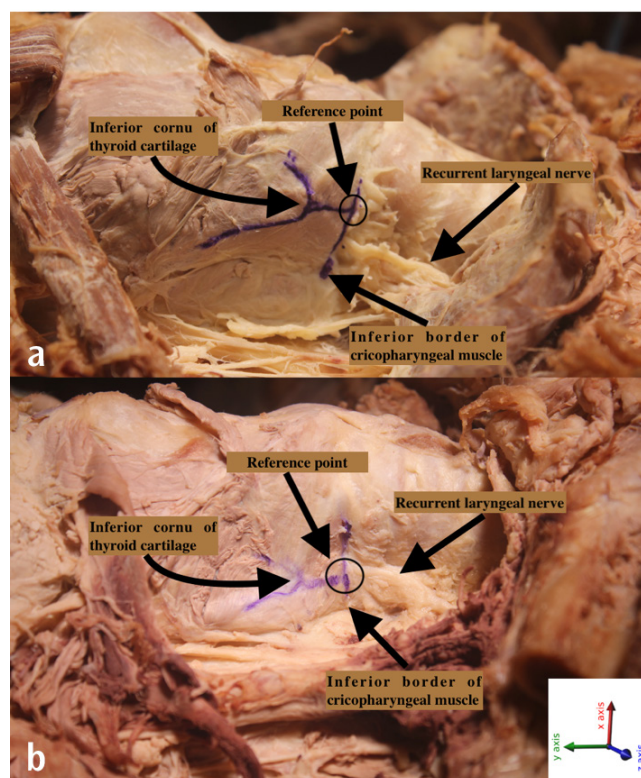 Reference point
Inferior cornu of
thyroid cartilage
Recurrent laryngeal nerve
Inferior border of
cricopharyngeal muscle
a
Reference point
Recurrent laryngeal nerve
Inferior cornu of
thyroid cartilage
Inferior border of
cricopharyngeal muscle
b
x axis
y axis
z axis